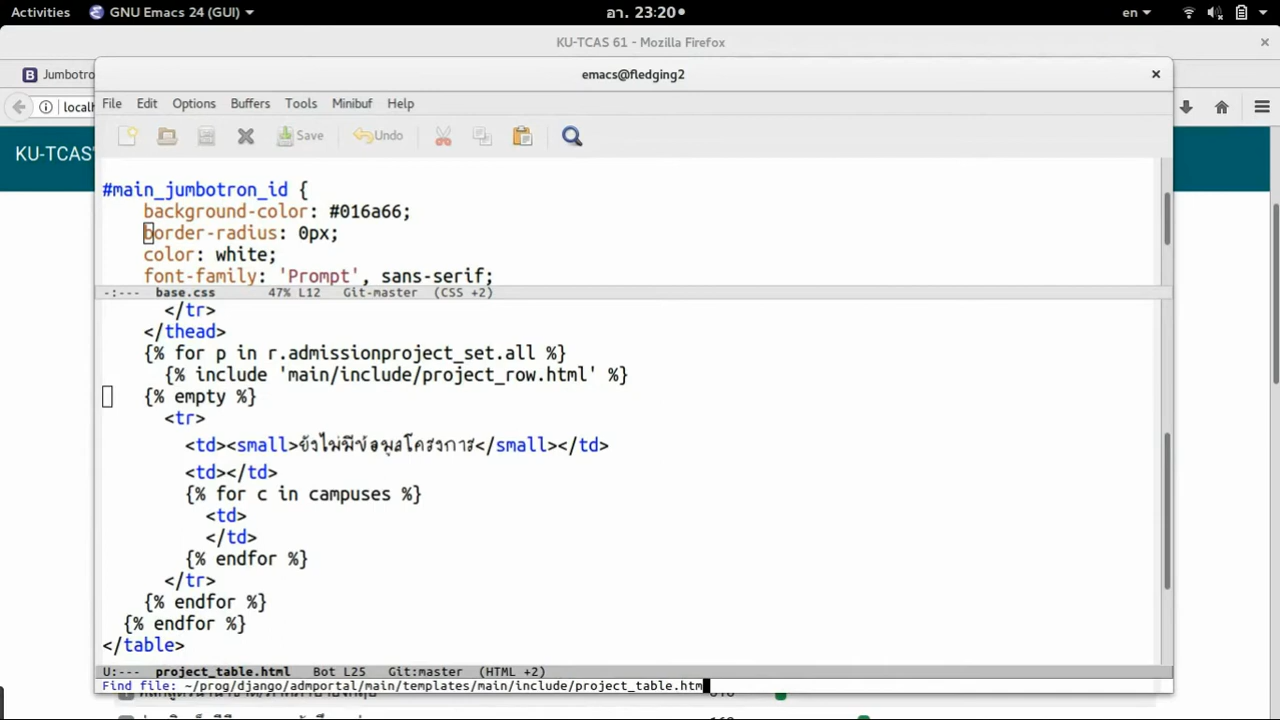 Activities GNU Emacs 24 (GUI) อา. 23:20 en
KU-TCAS 61 - Mozilla Firefox
Jumbotro
emacs@fledging2
localh
File Edit Options Buffers Tools Minibuf Help
Save Undo
KU-TCAS
#main_jumbotron_id {
background-color: #016a66;
border-radius: 0px;
color: white;
font-family: 'Prompt', sans-serif;
-:--- base.css 47% L12 Git-master (CSS +2)
</tr>
</thead>
{% for p in r.admissionproject_set.all %}
{% include 'main/include/project_row.html' %}
{% empty %}
<tr>
<td><small>ยังไม่มีข้อมูลโครงการ</small></td>
<td></td>
{% for c in campuses %}
<td>
</td>
{% endfor %}
</tr>
{% endfor %}
{% endfor %}
</table>
U:--- project_table.html Bot L25 Git:master (HTML +2)
Find file: ~/prog/django/admportal/main/templates/main/include/project_table.htm